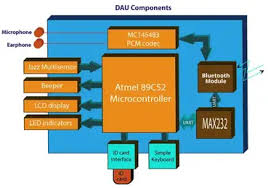 DAU Components
Microphone
Earphone
MC145483
PCM codec
Jazz Multisensor
Beeper
LCD display
LED indicators
Atmel 89C52
Microcontroller
Bluetooth
Module
UART
MAX232
ID card
Interface
Simple
Keyboard
ID
card